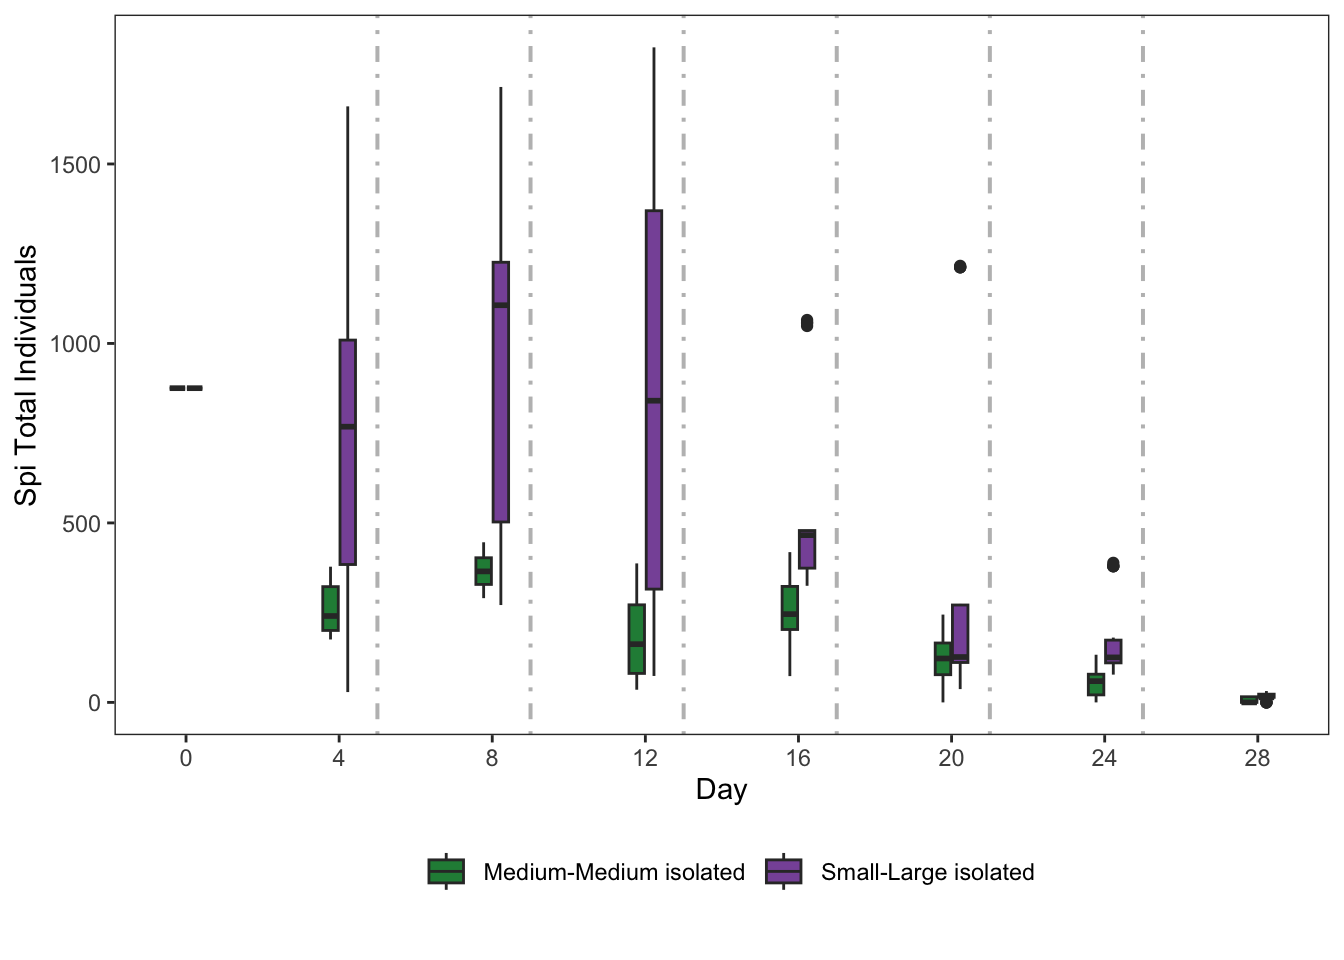 Spi Total Individuals
1500
1000
500
0
0 4 8 12 16 20 24 28
Day
Medium-Medium isolated Small-Large isolated